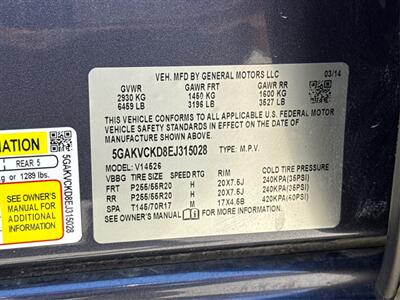 VEH. MFD BY GENERAL MOTORS LLC 03/14
GVWR GAWR FRT GAWR RR
2930 KG 1450 KG 1600 KG
6459 LB 3196 LB 3527 LB
THIS VEHICLE CONFORMS TO ALL APPLICABLE U.S. FEDERAL MOTOR
VEHICLE SAFETY STANDARDS IN EFFECT ON THE DATE OF
MANUFACTURE SHOWN ABOVE.
5GAKVCKD8EJ315028 TYPE: M.P.V.
MODEL: V14526
VBBG TIRE SIZE SPEED RTG RIM COLD TIRE PRESSURE
FRT P255/55R20 H 20X7.5J 240KPA(35PSI)
RR P255/55R20 H 20X7.5J 240KPA(35PSI)
SPA T145/70R17 M 17X4.5B 420KPA(60PSI)
SEE OWNER'S MANUAL FOR MORE INFORMATION.
MATION
REAR 5
or 1289 lbs.
SEE OWNER'S
MANUAL FOR
ADDITIONAL
INFORMATION
5GAKVCKD8EJ315028